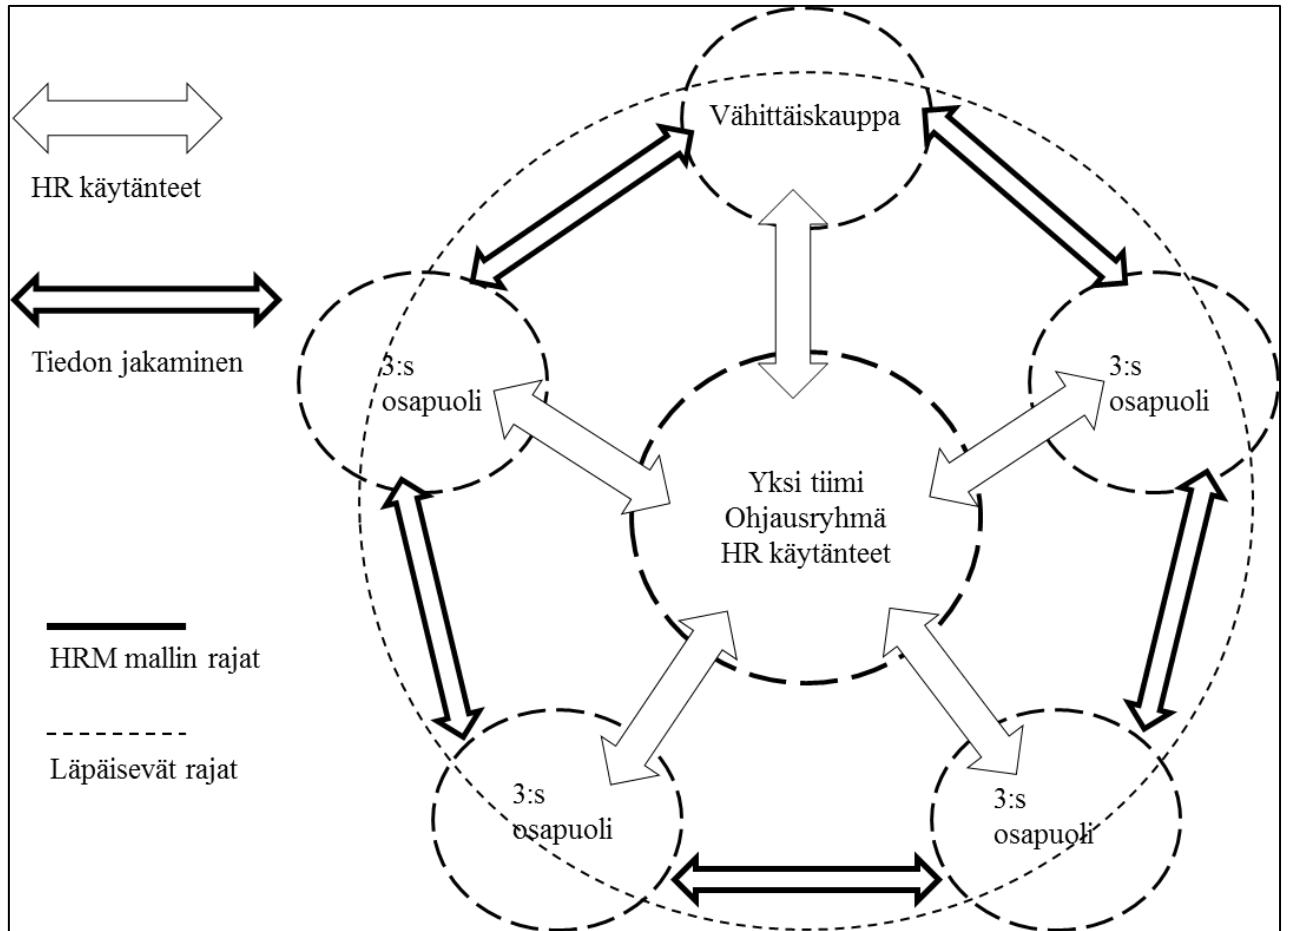 Vähittäiskauppa
HR käytänteet
Tiedon jakaminen
3:s
osapuoli
3:s
osapuoli
Yksi tiimi
Ohjausryhmä
HR käytänteet
HRM mallin rajat
Läpäisevät rajat
3:s
osapuoli
3:s
osapuoli